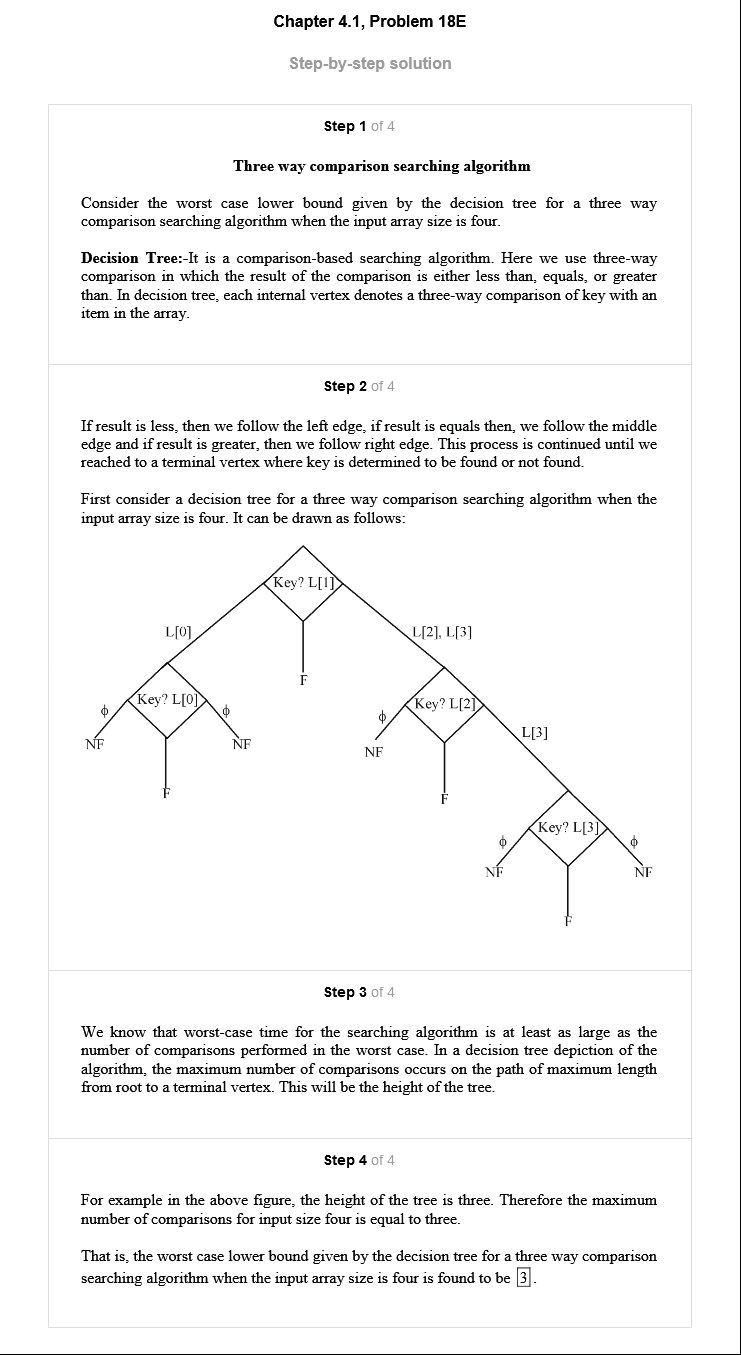 Chapter 4.1, Problem 18E
Step-by-step solution
Step 1 of 4
Three way comparison searching algorithm
Consider the worst case lower bound given by the decision tree for a three way
comparison searching algorithm when the input array size is four.
Decision Tree:-It is a comparison-based searching algorithm. Here we use three-way
comparison in which the result of the comparison is either less than, equals, or greater
than. In decision tree, each internal vertex denotes a three-way comparison of key with an
item in the array.
Step 2 of 4
If result is less, then we follow the left edge, if result is equals then, we follow the middle
edge and if result is greater, then we follow right edge. This process is continued until we
reached to a terminal vertex where key is determined to be found or not found.
First consider a decision tree for a three way comparison searching algorithm when the
input array size is four. It can be drawn as follows:
Key? L[1]
L[0]
L[2], L[3]
F
Key? L[0]
Key? L[2]
ϕ
ϕ
ϕ
L[3]
NF
NF
NF
F
F
Key? L[3]
ϕ
ϕ
NF
NF
F
Step 3 of 4
We know that worst-case time for the searching algorithm is at least as large as the
number of comparisons performed in the worst case. In a decision tree depiction of the
algorithm, the maximum number of comparisons occurs on the path of maximum length
from root to a terminal vertex. This will be the height of the tree.
Step 4 of 4
For example in the above figure, the height of the tree is three. Therefore the maximum
number of comparisons for input size four is equal to three.
That is, the worst case lower bound given by the decision tree for a three way comparison
searching algorithm when the input array size is four is found to be 3.